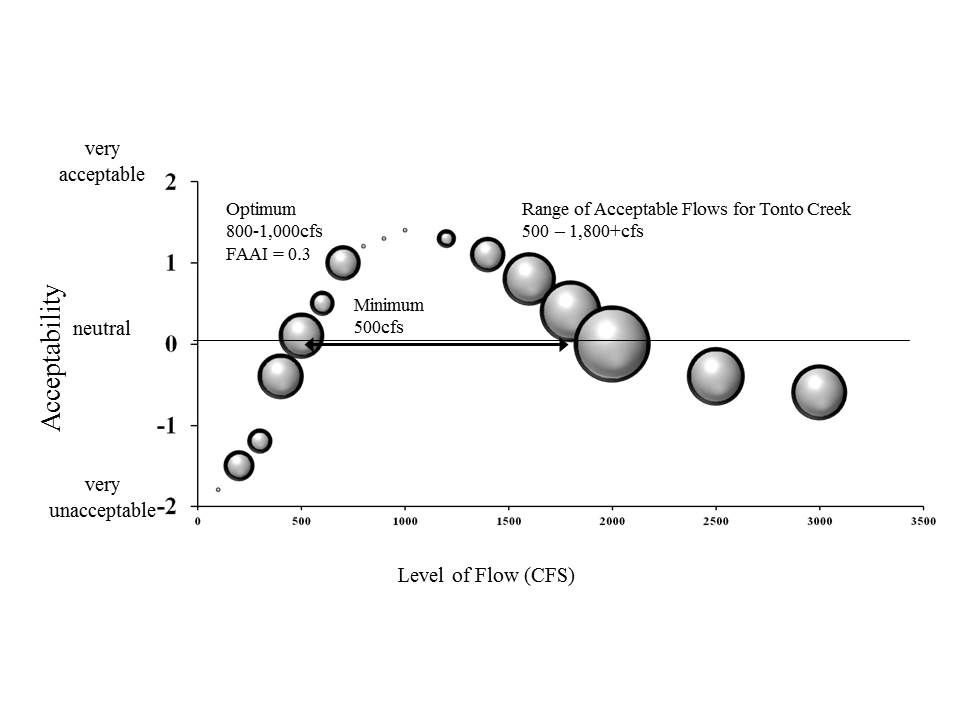 very
acceptable
2
Optimum
800-1,000cfs
FAAI = 0.3
Range of Acceptable Flows for Tonto Creek
500 – 1,800+cfs
1
Minimum
500cfs
neutral
0
Acceptability
-1
very
unacceptable
-2
0 500 1000 1500 2000 2500 3000 3500
Level of Flow (CFS)